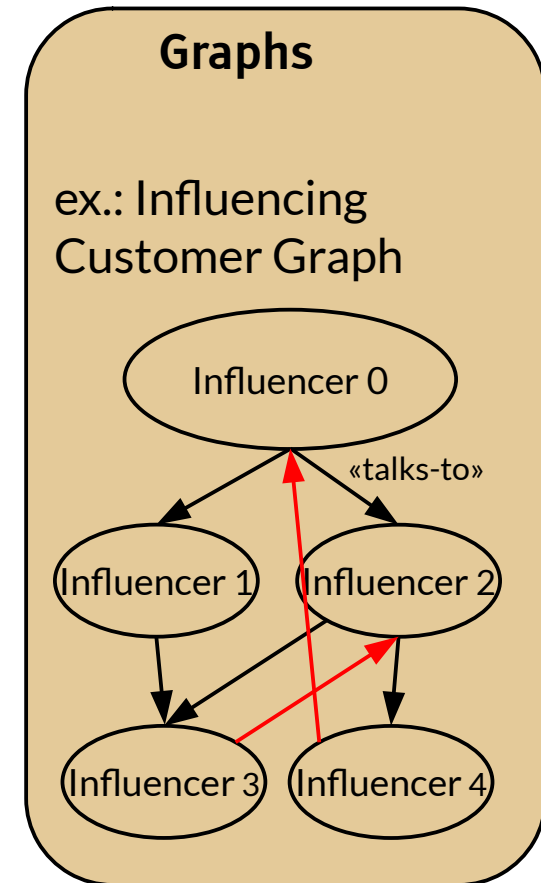 Graphs
ex.: Influencing
Customer Graph
Influencer 0
«talks-to»
Influencer 1
Influencer 2
Influencer 3
Influencer 4